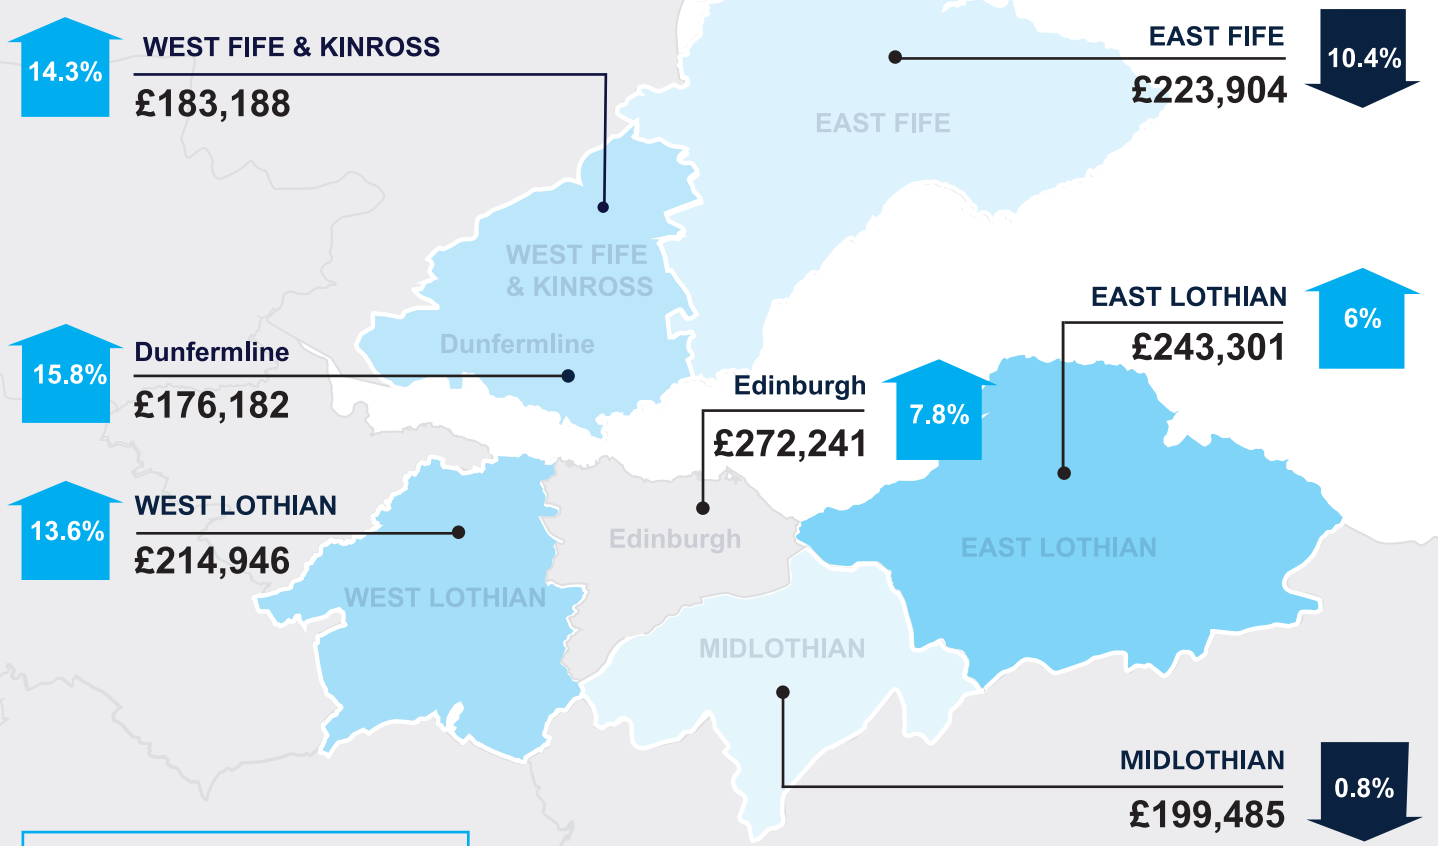 14.3%
WEST FIFE & KINROSS
£183,188
EAST FIFE
£223,904
10.4%
EAST FIFE
WEST FIFE
& KINROSS
Dunfermline
15.8%
Dunfermline
£176,182
EAST LOTHIAN
£243,301
6%
Edinburgh
£272,241
7.8%
13.6%
WEST LOTHIAN
£214,946
Edinburgh
EAST LOTHIAN
WEST LOTHIAN
MIDLOTHIAN
MIDLOTHIAN
£199,485
0.8%